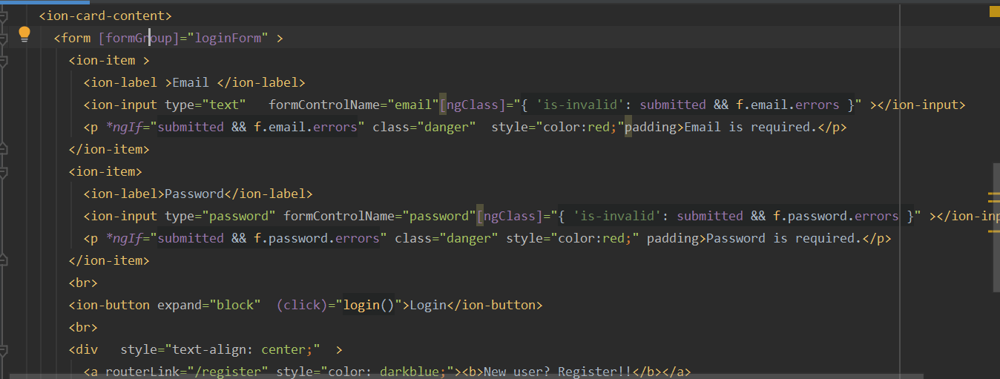 <ion-card-content>
<form [formGroup]="loginForm" >
<ion-item >
<ion-label >Email </ion-label>
<ion-input type="text"   formControlName="email"[ngClass]="{ 'is-invalid': submitted && f.email.errors }" ></ion-input>
<p *ngIf="submitted && f.email.errors" class="danger"  style="color:red;"padding>Email is required.</p>
</ion-item>
<ion-item>
<ion-label>Password</ion-label>
<ion-input type="password" formControlName="password"[ngClass]="{ 'is-invalid': submitted && f.password.errors }" ></ion-inp
<p *ngIf="submitted && f.password.errors" class="danger" style="color:red;" padding>Password is required.</p>
</ion-item>
<br>
<ion-button expand="block"  (click)="login()">Login</ion-button>
<br>
<div   style="text-align: center;"  >
<a routerLink="/register" style="color: darkblue;"><b>New user? Register!!</b></a>